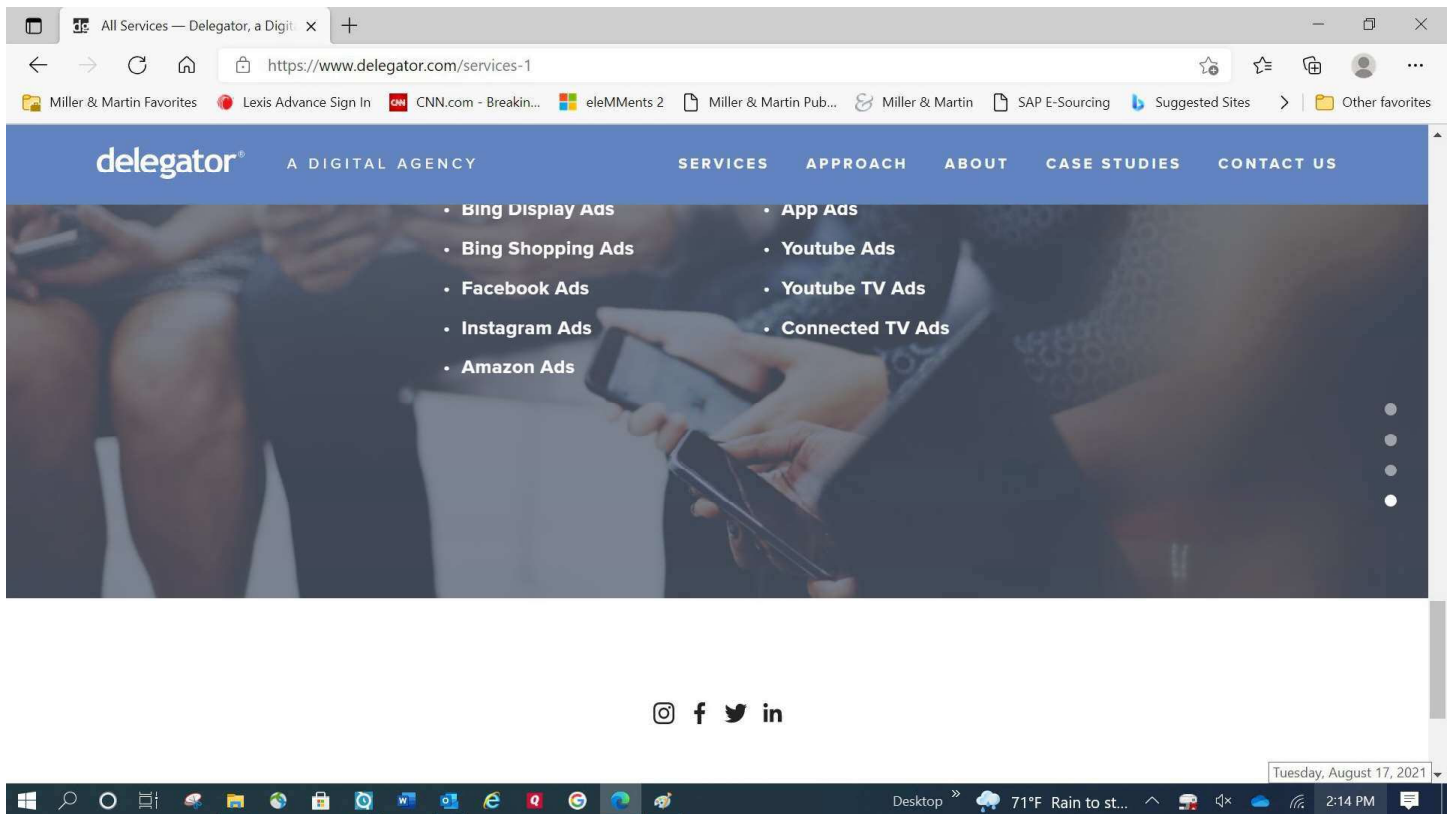 All Services — Delegator, a Digit
https://www.delegator.com/services-1
Miller & Martin Favorites Lexis Advance Sign In CNN CNN.com - Breakin... eleMMents 2 Miller & Martin Pub... Miller & Martin SAP E-Sourcing Suggested Sites Other favorites
delegator® A DIGITAL AGENCY SERVICES APPROACH ABOUT CASE STUDIES CONTACT US
• Bing Display Ads
• Bing Shopping Ads
• Facebook Ads
• Instagram Ads
• Amazon Ads
• App Ads
• Youtube Ads
• Youtube TV Ads
• Connected TV Ads
Tuesday, August 17, 2021
Desktop 71°F Rain to st... 2:14 PM